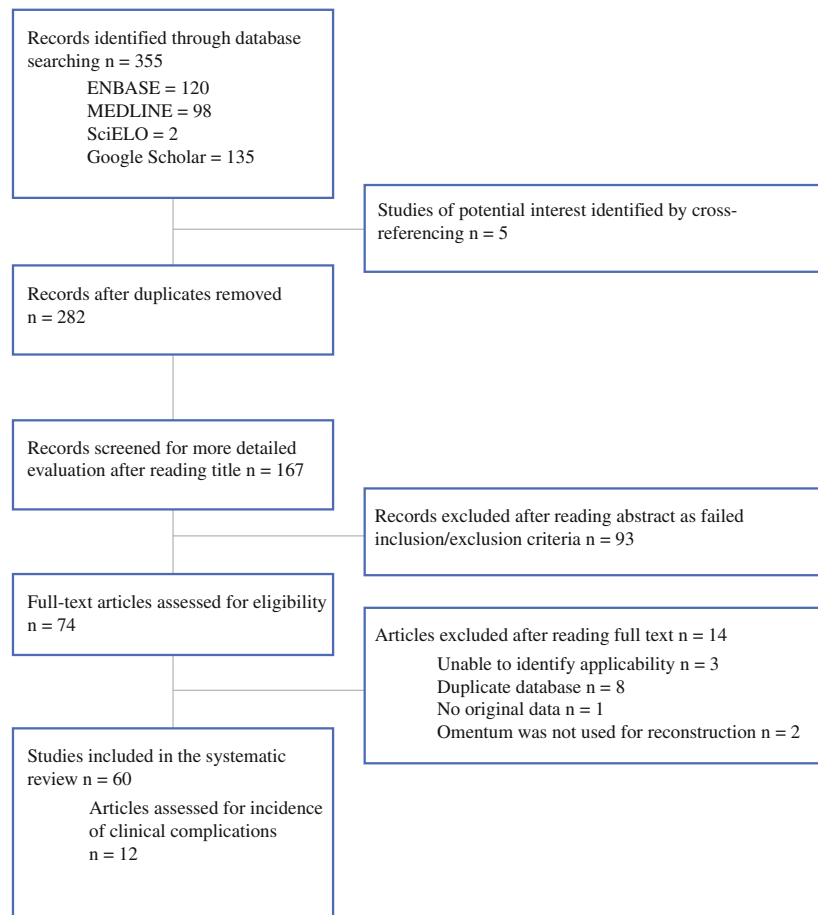 Records identified through database
searching n = 355
ENBASE = 120
MEDLINE = 98
SciELO = 2
Google Scholar = 135
Studies of potential interest identified by cross-
referencing n = 5
Records after duplicates removed
n = 282
Records screened for more detailed
evaluation after reading title n = 167
Records excluded after reading abstract as failed
inclusion/exclusion criteria n = 93
Full-text articles assessed for eligibility
n = 74
Articles excluded after reading full text n = 14
Unable to identify applicability n = 3
Duplicate database n = 8
No original data n = 1
Omentum was not used for reconstruction n = 2
Studies included in the systematic
review n = 60
Articles assessed for incidence
of clinical complications
n = 12